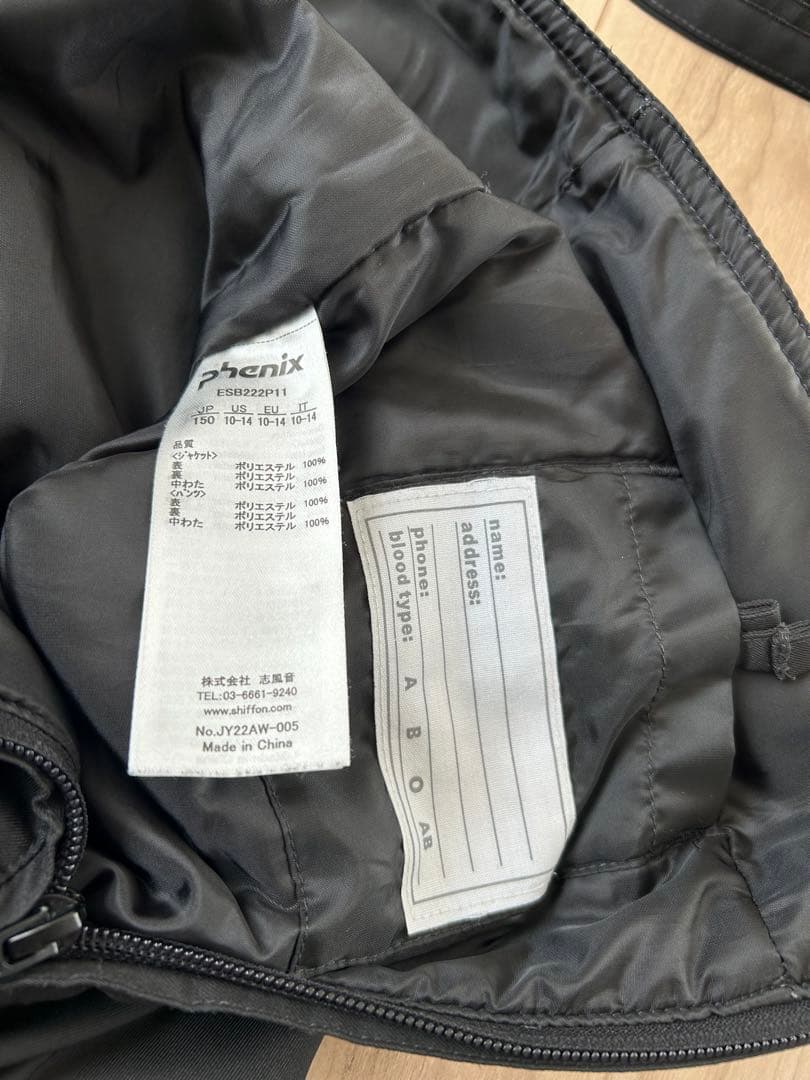 phenix
ESB222P11
JP US EU IT
150 10-14 10-14 10-14
品質
<ジャケット>
表 ポリエステル 100%
裏 ポリエステル 100%
中わた ポリエステル 100%
<パンツ>
表 ポリエステル 100%
裏 ポリエステル 100%
中わた ポリエステル 100%
株式会社 志風音
TEL:03-6661-9240
www.shiffon.com
No.JY22AW-005
Made in China
name:
address:
phone:
blood type: A B O AB